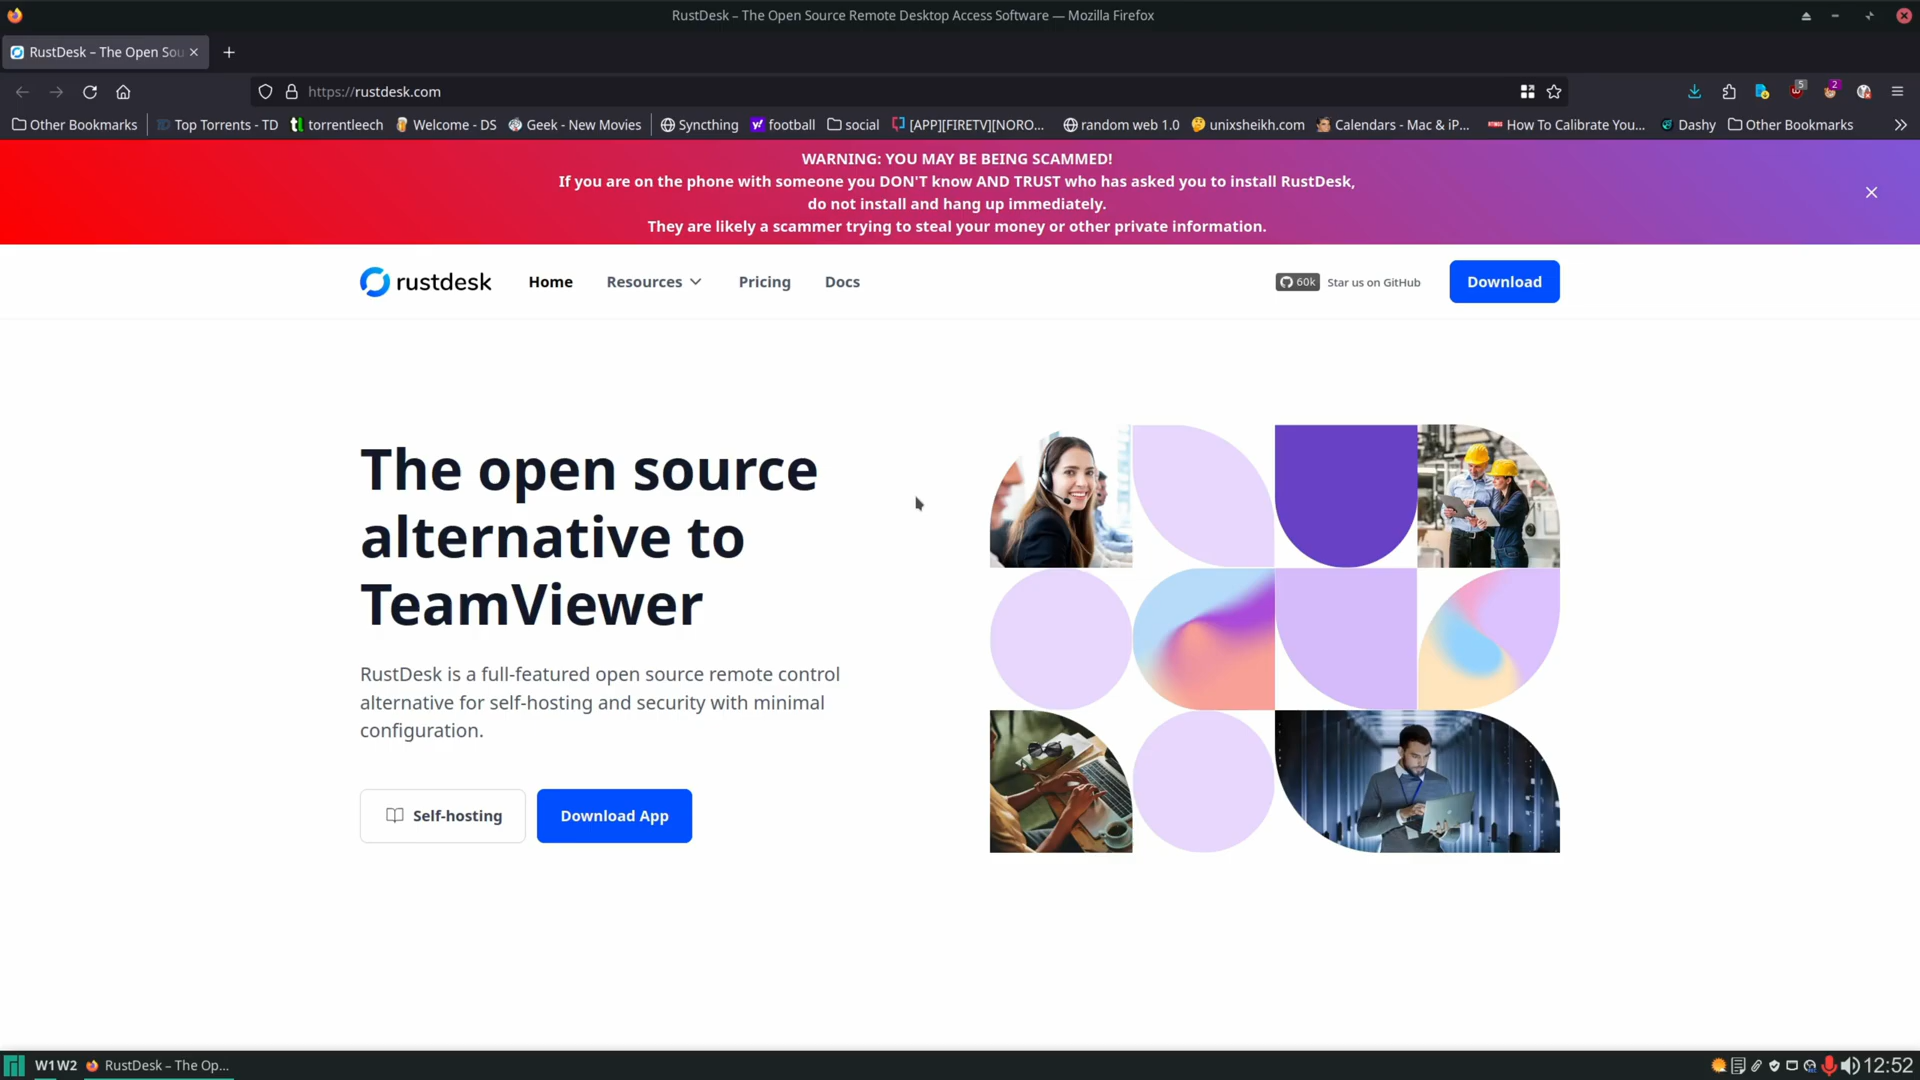 RustDesk – The Open Source Remote Desktop Access Software — Mozilla Firefox
RustDesk – The Open Sou
https://rustdesk.com
5
2
Other Bookmarks
Top Torrents - TD
torrentleech
Welcome - DS
Geek - New Movies
Syncthing
football
social
[APP][FIRETV][NORO...
random web 1.0
unixsheikh.com
Calendars - Mac & iP...
How To Calibrate You...
Dashy
Other Bookmarks
WARNING: YOU MAY BE BEING SCAMMED!
If you are on the phone with someone you DON'T know AND TRUST who has asked you to install RustDesk,
do not install and hang up immediately.
They are likely a scammer trying to steal your money or other private information.
rustdesk
Home
Resources
Pricing
Docs
60k
Star us on GitHub
Download
The open source
alternative to
TeamViewer
RustDesk is a full-featured open source remote control
alternative for self-hosting and security with minimal
configuration.
Self-hosting
Download App
W1W2
RustDesk – The Op...
12:52